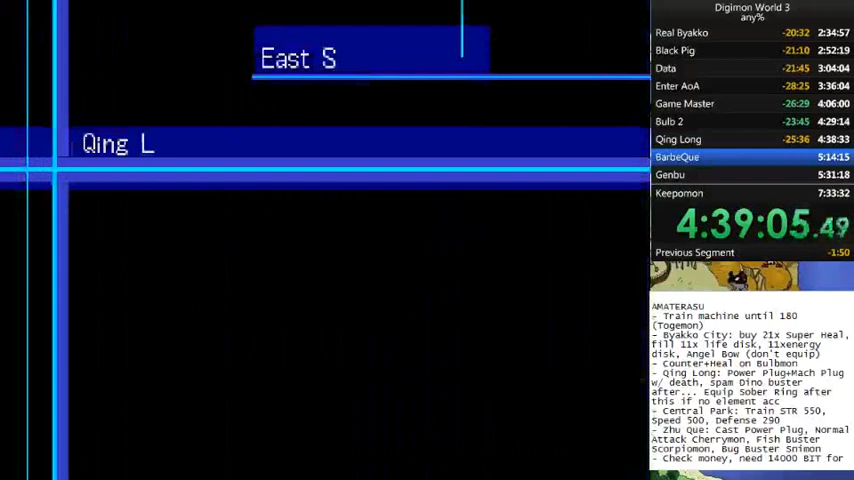 East S
Qing L
Digimon World 3
any%
Real Byakko -20:32 2:34:57
Black Pig -21:10 2:52:19
Data -21:45 3:04:04
Enter AoA -28:25 3:36:04
Game Master -26:29 4:06:00
Bulb 2 -23:45 4:29:14
Qing Long -25:36 4:38:33
BarbeQue 5:14:15
Genbu 5:31:18
Keepomon 7:33:32
4:39:05.49
Previous Segment -1:50
AMATERASU
- Train machine until 180
(Togemon)
- Byakko City: buy 21x Super Heal,
fill 11x life disk, 11xenergy
disk, Angel Bow (don't equip)
- Counter+Heal on Bulbmon
- Qing Long: Power Plug+Mach Plug
w/ death, spam Dino buster
after... Equip Sober Ring after
this if no element acc
- Central Park: Train STR 550,
Speed 500, Defense 290
- Zhu Que: Cast Power Plug, Normal
Attack Cherrymon, Fish Buster
Scorpiomon, Bug Buster Snimon
- Check money, need 14000 BIT for